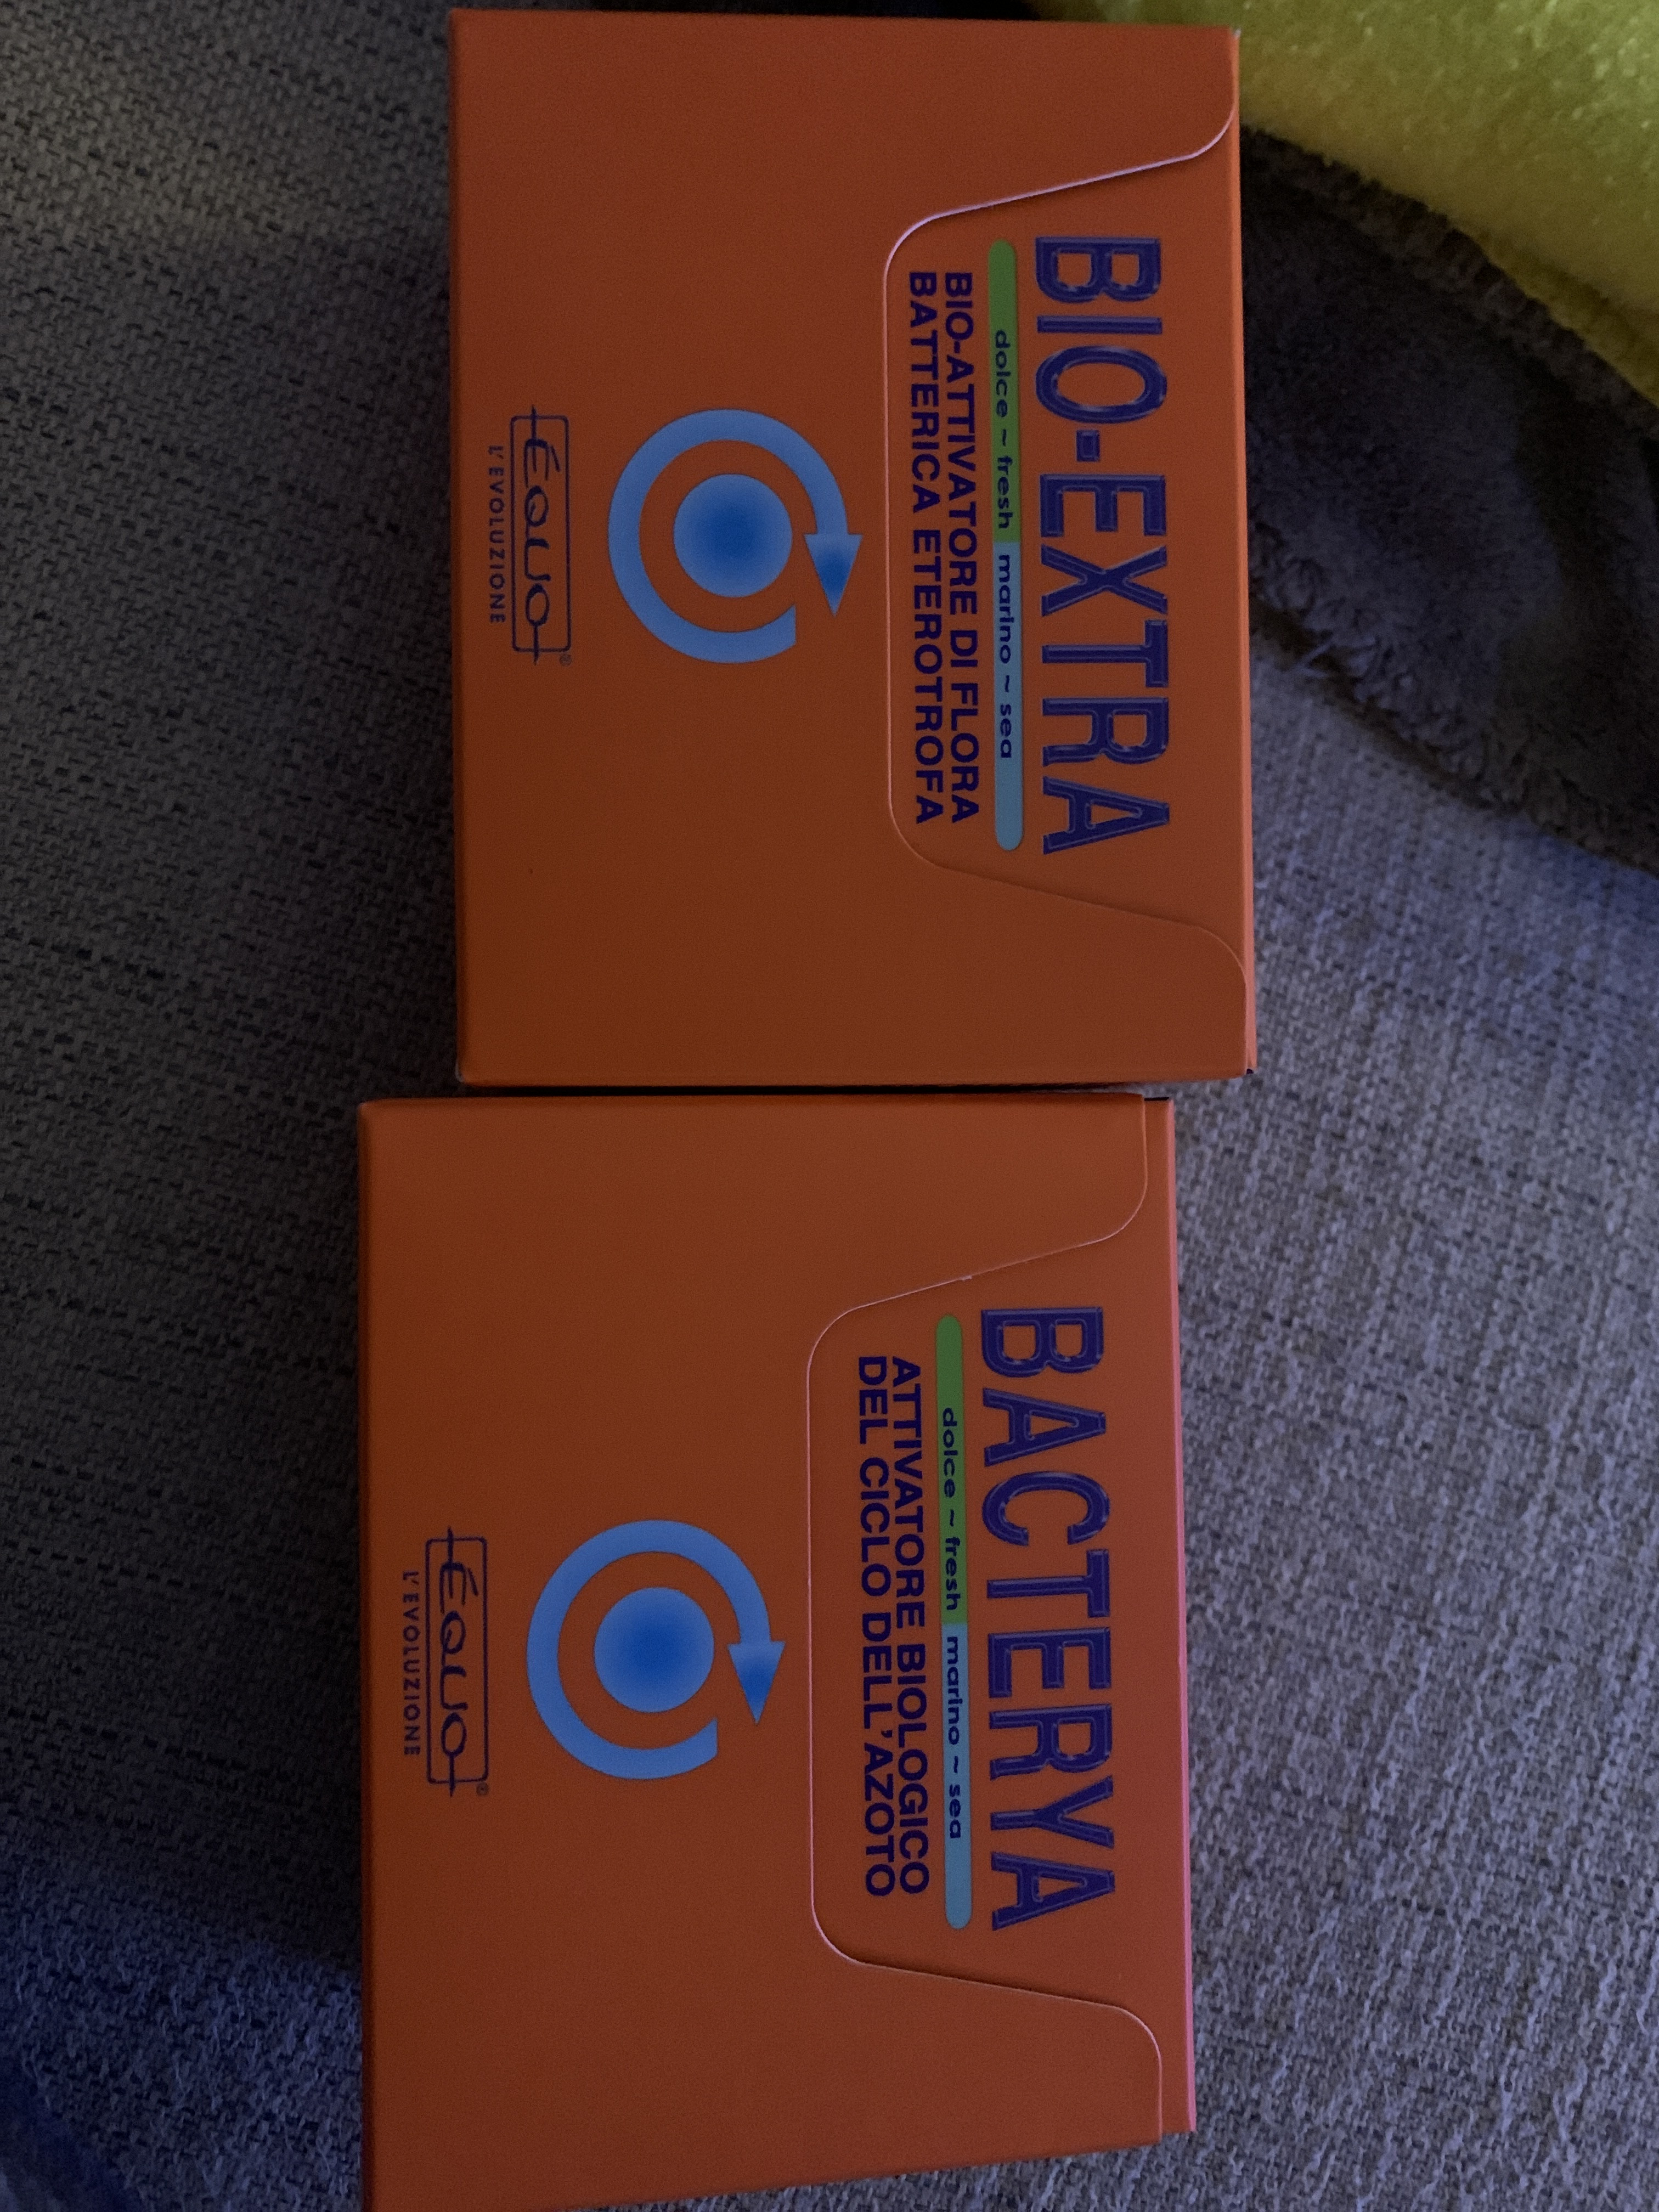 BIO-EXTRA
dolce ~ fresh marino ~ sea
BIO-ATTIVATORE DI FLORA
BATTERICA ETEROTROFA
ÉQUO®
L'EVOLUZIONE
BACTERYA
dolce ~ fresh marino ~ sea
ATTIVATORE BIOLOGICO
DEL CICLO DELL'AZOTO
ÉQUO®
L'EVOLUZIONE